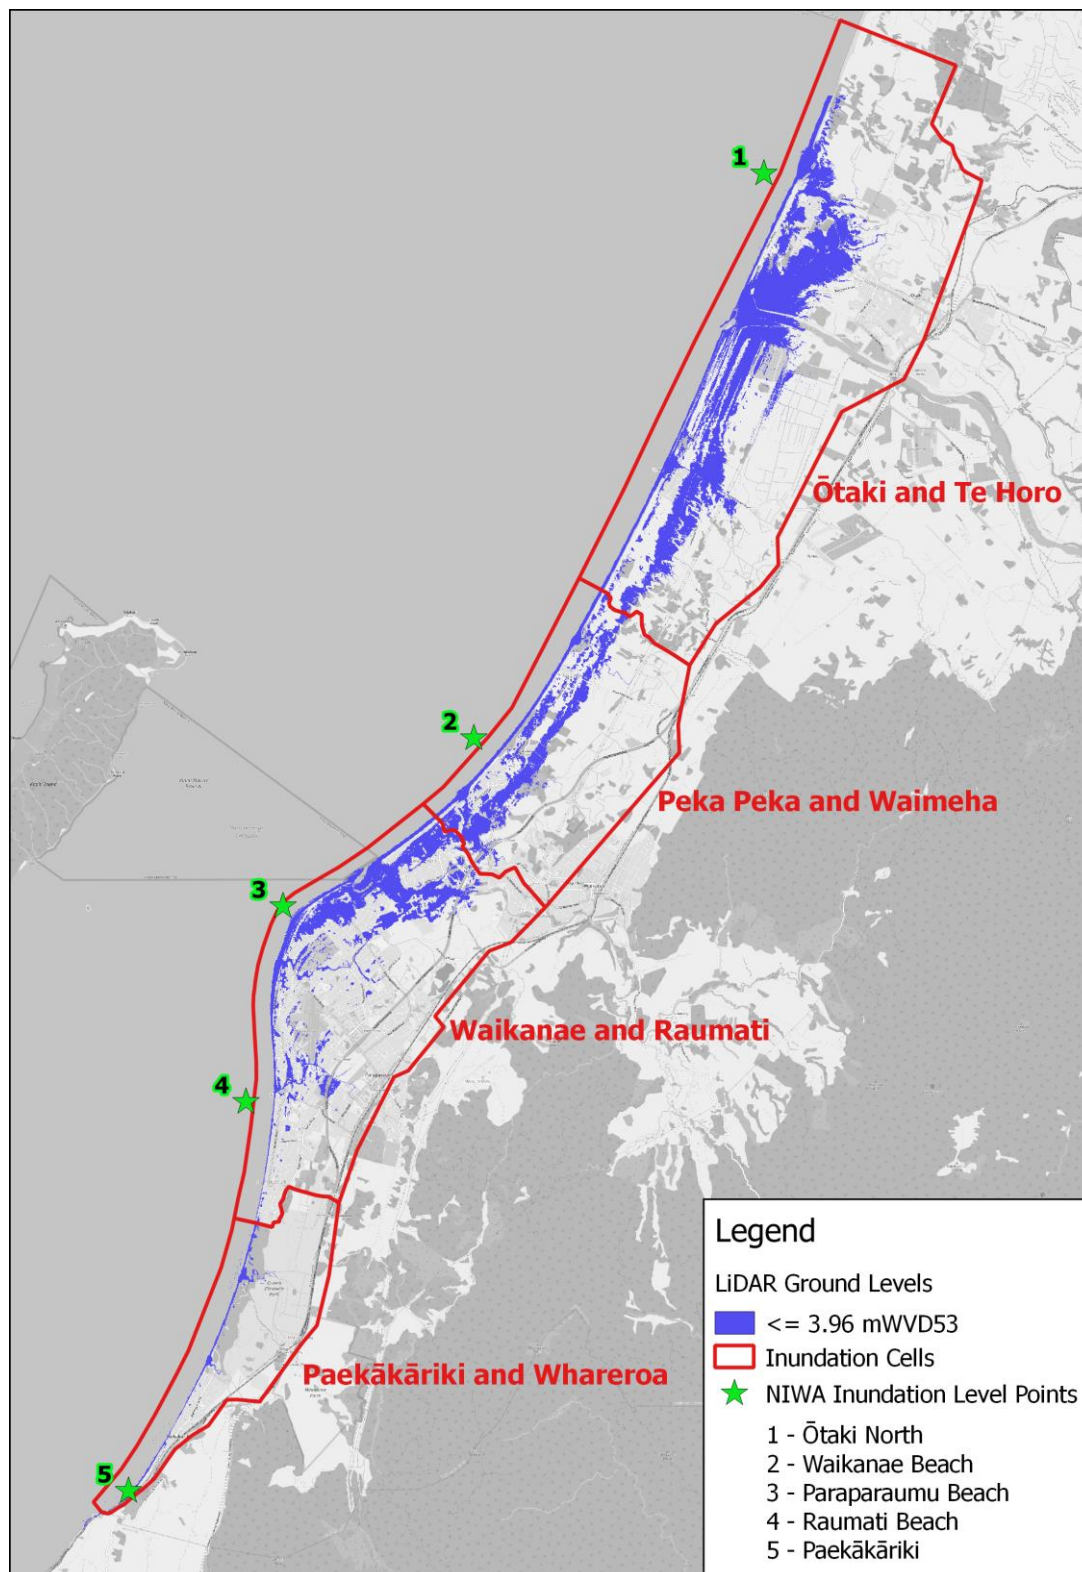 1
Ōtaki and Te Horo
2
Peka Peka and Waimeha
3
Waikanae and Raumati
4
Paekākāriki and Whareroa
5
Legend
LiDAR Ground Levels
<= 3.96 mWVD53
Inundation Cells
NIWA Inundation Level Points
1 - Ōtaki North
2 - Waikanae Beach
3 - Paraparaumu Beach
4 - Raumati Beach
5 - Paekākāriki